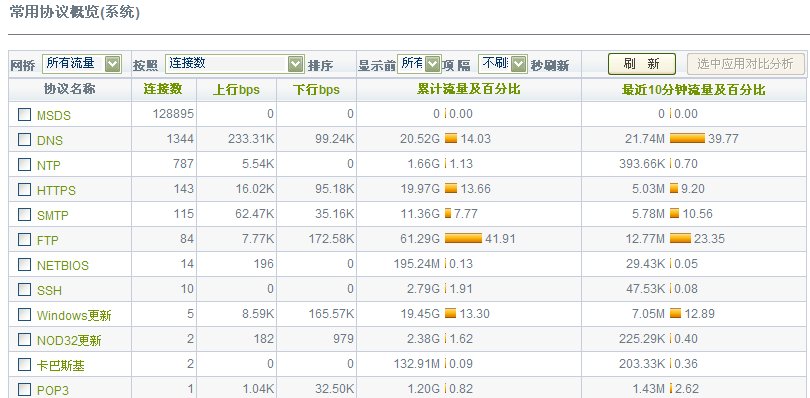 常用协议概览(系统)
网桥 所有流量 按照 连接数 排序 显示前 所有 项 隔 不刷 秒刷新 刷 新 选中应用对比分析
协议名称 连接数 上行bps 下行bps 累计流量及百分比 最近10分钟流量及百分比
MSDS 128895 0 0 0 0.00 0 0.00
DNS 1344 233.31K 99.24K 20.52G 14.03 21.74M 39.77
NTP 787 5.54K 0 1.66G 1.13 393.66K 0.70
HTTPS 143 16.02K 95.18K 19.97G 13.66 5.03M 9.20
SMTP 115 62.47K 35.16K 11.36G 7.77 5.78M 10.56
FTP 84 7.77K 172.58K 61.29G 41.91 12.77M 23.35
NETBIOS 14 196 0 195.24M 0.13 29.43K 0.05
SSH 10 0 0 2.79G 1.91 47.53K 0.08
Windows更新 5 8.59K 165.57K 19.45G 13.30 7.05M 12.89
NOD32更新 2 182 979 2.38G 1.62 225.29K 0.40
卡巴斯基 2 0 0 132.91M 0.09 203.33K 0.36
POP3 1 1.04K 32.50K 1.20G 0.82 1.43M 2.62